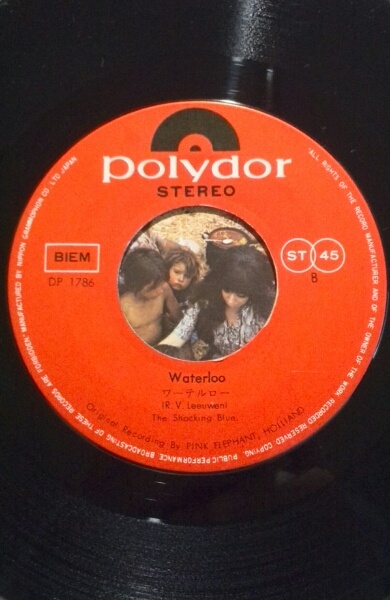 polydor
STEREO
BIEM
DP 1786
ST 45
B
Waterloo
ワーテルロー
(R. V. Leeuwen)
The Shocking Blue
Original Recording By PINK ELEPHANT, HOLLAND
"ALL RIGHTS OF THE RECORD MANUFACTURER AND OF THE OWNER OF THE WORK RECORDED RESERVED. COPYING, PUBLIC PERFORMANCE BROADCASTING OF THESE RECORDS ARE FORBIDDEN." MANUFACTURED BY NIPPON GRAMMOPHON CO. LTD. JAPAN